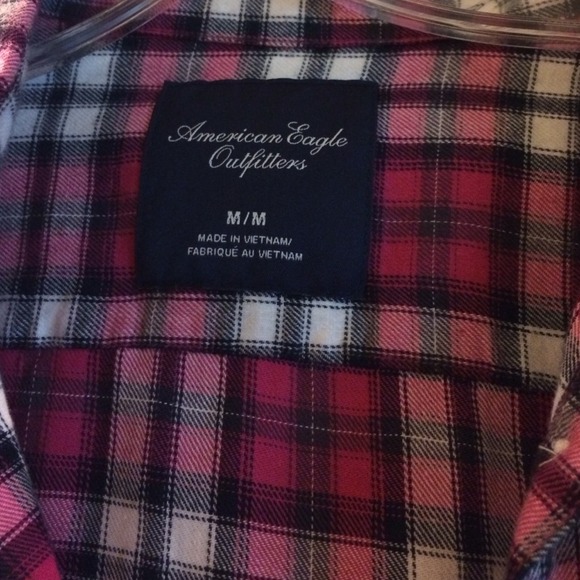 American Eagle
Outfitters
M/M
MADE IN VIETNAM/
FABRIQUÉ AU VIETNAM